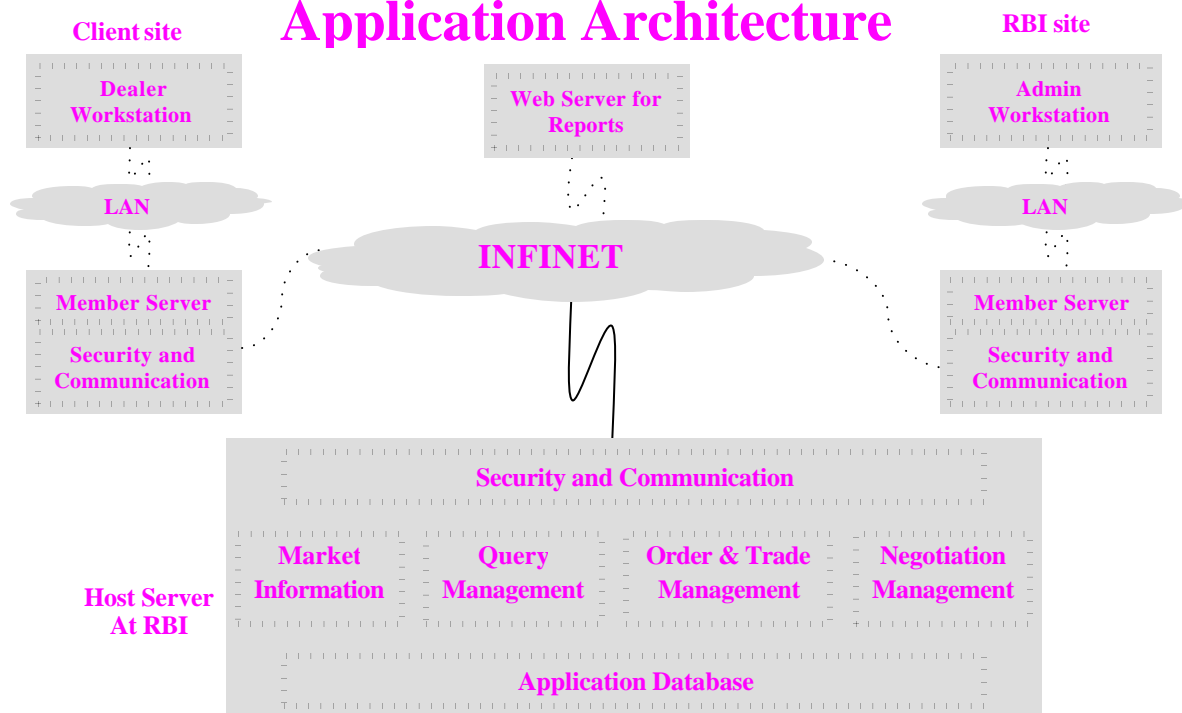 Application Architecture
Client site
RBI site
Dealer
Workstation
Web Server for
Reports
Admin
Workstation
LAN
LAN
INFINET
Member Server
Security and
Communication
Member Server
Security and
Communication
Security and Communication
Market
Information
Query
Management
Order & Trade
Management
Negotiation
Management
Host Server
At RBI
Application Database